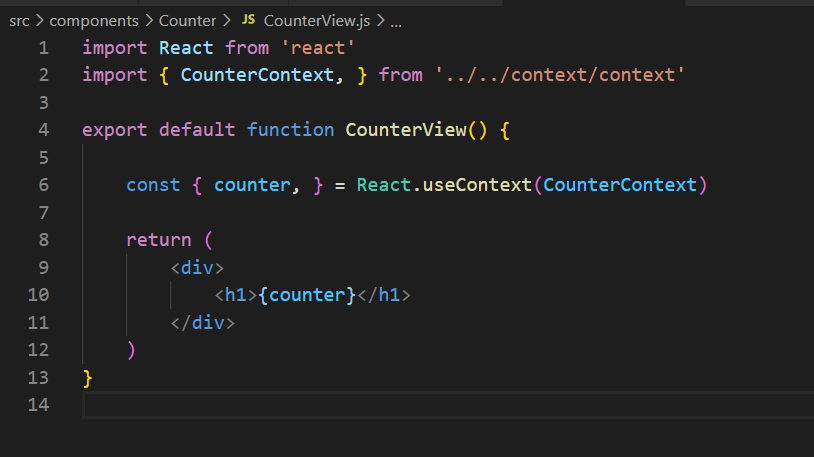 src > components > Counter > JS CounterView.js > ...
1 import React from 'react'
2 import { CounterContext, } from '../../context/context'
3
4 export default function CounterView() {
5
6     const { counter, } = React.useContext(CounterContext)
7
8     return (
9         <div>
10             <h1>{counter}</h1>
11         </div>
12     )
13 }
14